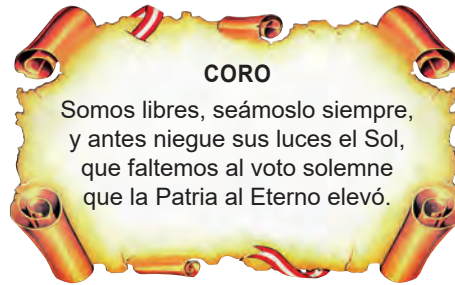 CORO
Somos libres, seámoslo siempre,
y antes niegue sus luces el Sol,
que faltemos al voto solemne
que la Patria al Eterno elevó.